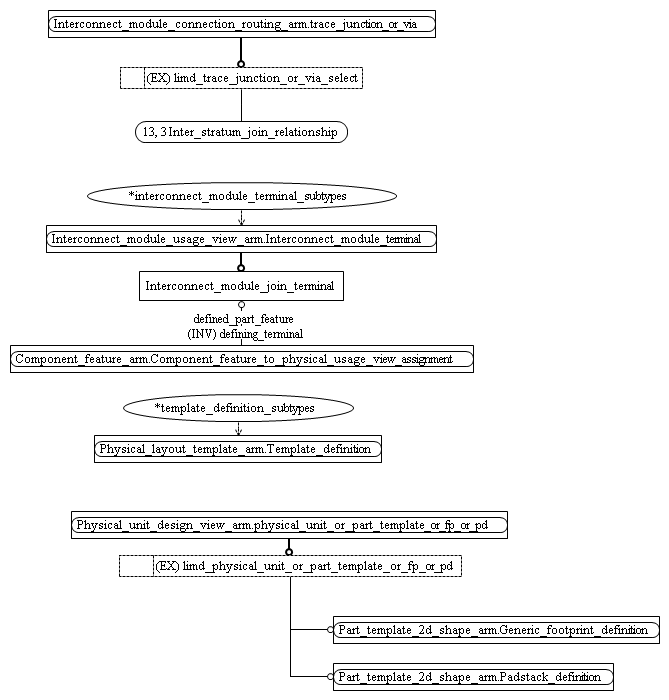 Interconnect_module_connection_routing_arm.trace_junction_or_via
(EX) limd_trace_junction_or_via_select
13, 3 Inter_stratum_join_relationship
*interconnect_module_terminal_subtypes
Interconnect_module_usage_view_arm.Interconnect_module_terminal
Interconnect_module_join_terminal
defined_part_feature
(INV) defining_terminal
Component_feature_arm.Component_feature_to_physical_usage_view_assignment
*template_definition_subtypes
Physical_layout_template_arm.Template_definition
Physical_unit_design_view_arm.physical_unit_or_part_template_or_fp_or_pd
(EX) limd_physical_unit_or_part_template_or_fp_or_pd
Part_template_2d_shape_arm.Generic_footprint_definition
Part_template_2d_shape_arm.Padstack_definition